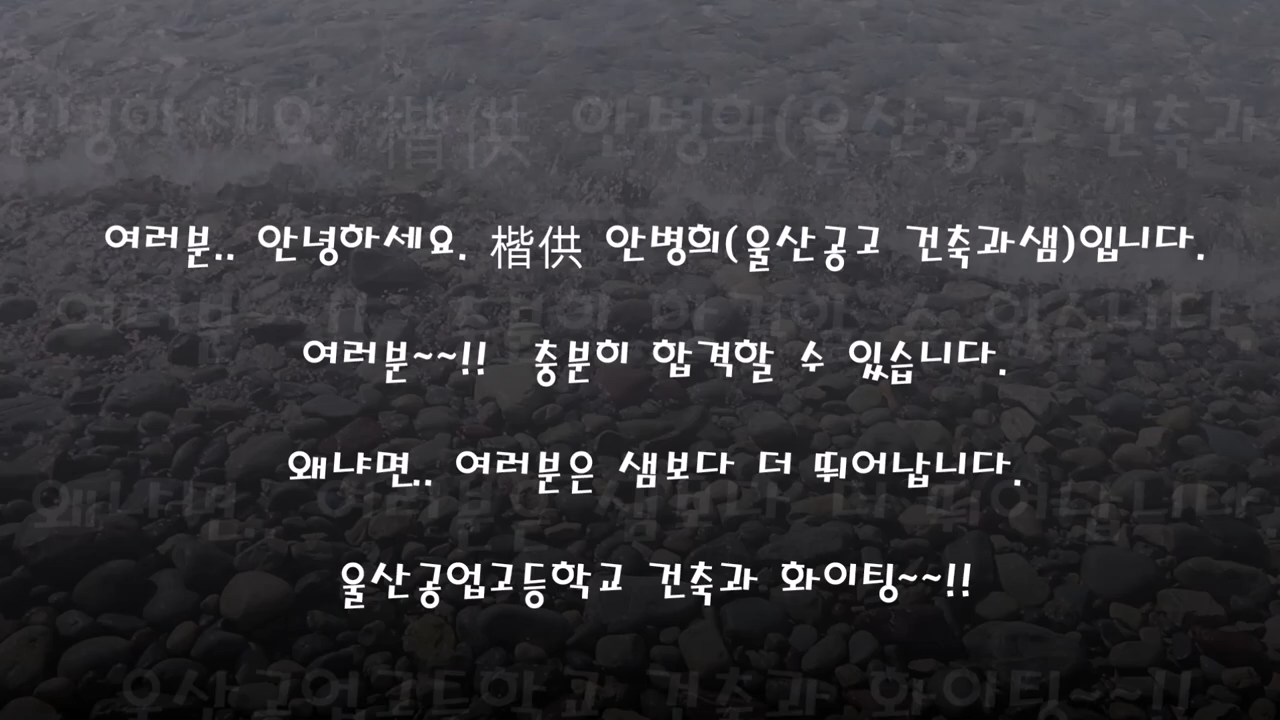 여러분.. 안녕하세요. 楷供 안병희(울산공고 건축과샘)입니다.
여러분~~!! 충분히 합격할 수 있습니다.
왜냐면.. 여러분은 샘보다 더 뛰어납니다.
울산공업고등학교 건축과 화이팅~~!!